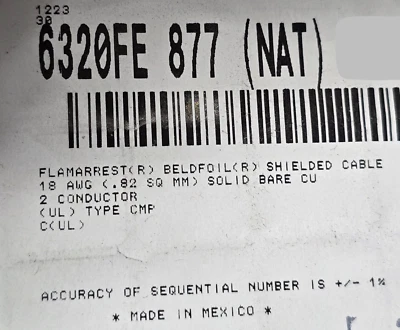 1223
30
6320FE 877 (NAT)
FLAMARREST(R) BELDFOIL(R) SHIELDED CABLE
18 AWG (.82 SQ MM) SOLID BARE CU
2 CONDUCTOR
(UL) TYPE CMP
C(UL)
ACCURACY OF SEQUENTIAL NUMBER IS +/- 1%
* MADE IN MEXICO *